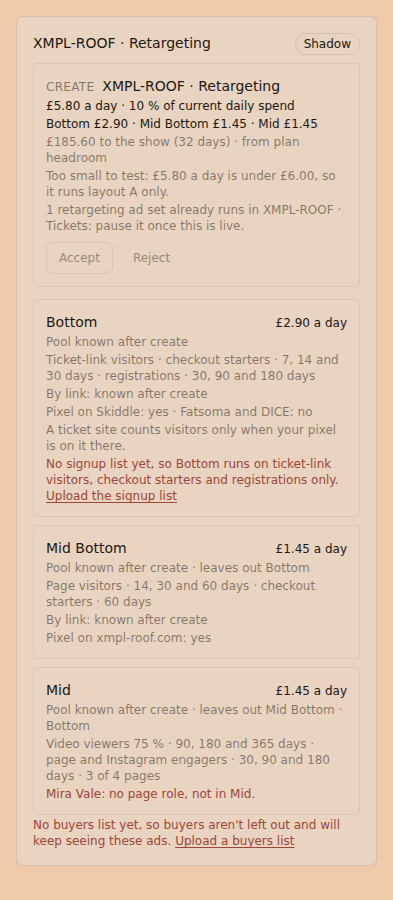 XMPL-ROOF · Retargeting
Shadow
CREATE XMPL-ROOF · Retargeting
£5.80 a day · 10 % of current daily spend
Bottom £2.90 · Mid Bottom £1.45 · Mid £1.45
£185.60 to the show (32 days) · from plan
headroom
Too small to test: £5.80 a day is under £6.00, so
it runs layout A only.
1 retargeting ad set already runs in XMPL-ROOF ·
Tickets: pause it once this is live.
Accept Reject
Bottom £2.90 a day
Pool known after create
Ticket-link visitors · checkout starters · 7, 14 and
30 days · registrations · 30, 90 and 180 days
By link: known after create
Pixel on Skiddle: yes · Fatsoma and DICE: no
A ticket site counts visitors only when your pixel
is on it there.
No signup list yet, so Bottom runs on ticket-link
visitors, checkout starters and registrations only.
Upload the signup list
Mid Bottom £1.45 a day
Pool known after create · leaves out Bottom
Page visitors · 14, 30 and 60 days · checkout
starters · 60 days
By link: known after create
Pixel on xmpl-roof.com: yes
Mid £1.45 a day
Pool known after create · leaves out Mid Bottom ·
Bottom
Video viewers 75 % · 90, 180 and 365 days ·
page and Instagram engagers · 30, 90 and 180
days · 3 of 4 pages
Mira Vale: no page role, not in Mid.
No buyers list yet, so buyers aren't left out and will
keep seeing these ads. Upload a buyers list